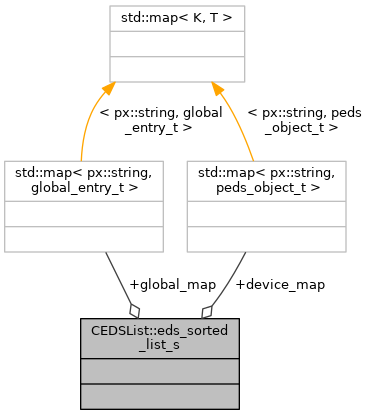 std::map< K, T >
< px::string, global
_entry_t >
< px::string, peds
_object_t >
std::map< px::string,
global_entry_t >
std::map< px::string,
peds_object_t >
+global_map
+device_map
CEDSList::eds_sorted
_list_s